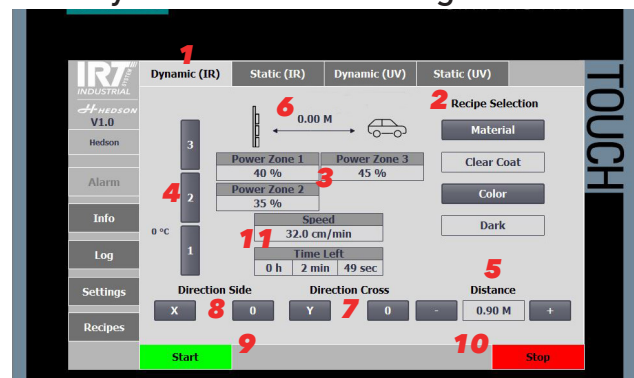 1
IRT SYSTEM
INDUSTRIAL
HEDSON
V1.0
Hedson
Alarm
Info
Log
Settings
Recipes
Dynamic (IR)
Static (IR)
Dynamic (UV)
Static (UV)
6
0.00 M
2 Recipe Selection
Material
Clear Coat
Color
Dark
3
4 2
1
0 °C
Power Zone 1
40 %
Power Zone 3
45 %
3
Power Zone 2
35 %
Speed
11 32.0 cm/min
Time Left
0 h 2 min 49 sec
Direction Side
X 8 0
Direction Cross
Y 7 0
5
Distance
- 0.90 M +
Start
9
10
Stop
TOUCH